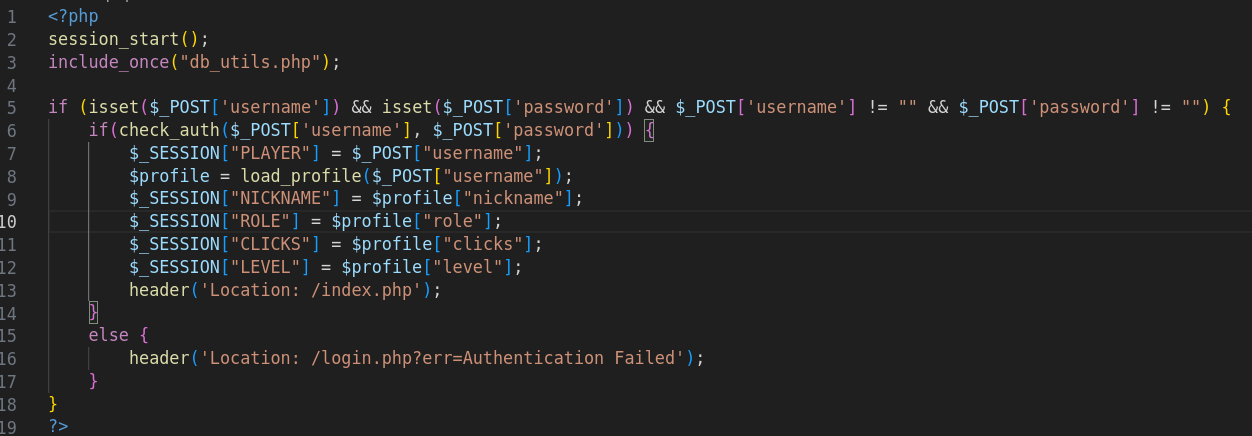 1 <?php
2 session_start();
3 include_once("db_utils.php");
4
5 if (isset($_POST['username']) && isset($_POST['password']) && $_POST['username'] != "" && $_POST['password'] != "") {
6     if(check_auth($_POST['username'], $_POST['password'])) {
7         $_SESSION["PLAYER"] = $_POST["username"];
8         $profile = load_profile($_POST["username"]);
9         $_SESSION["NICKNAME"] = $profile["nickname"];
10         $_SESSION["ROLE"] = $profile["role"];
11         $_SESSION["CLICKS"] = $profile["clicks"];
12         $_SESSION["LEVEL"] = $profile["level"];
13         header('Location: /index.php');
14     }
15     else {
16         header('Location: /login.php?err=Authentication Failed');
17     }
18 }
19 ?>